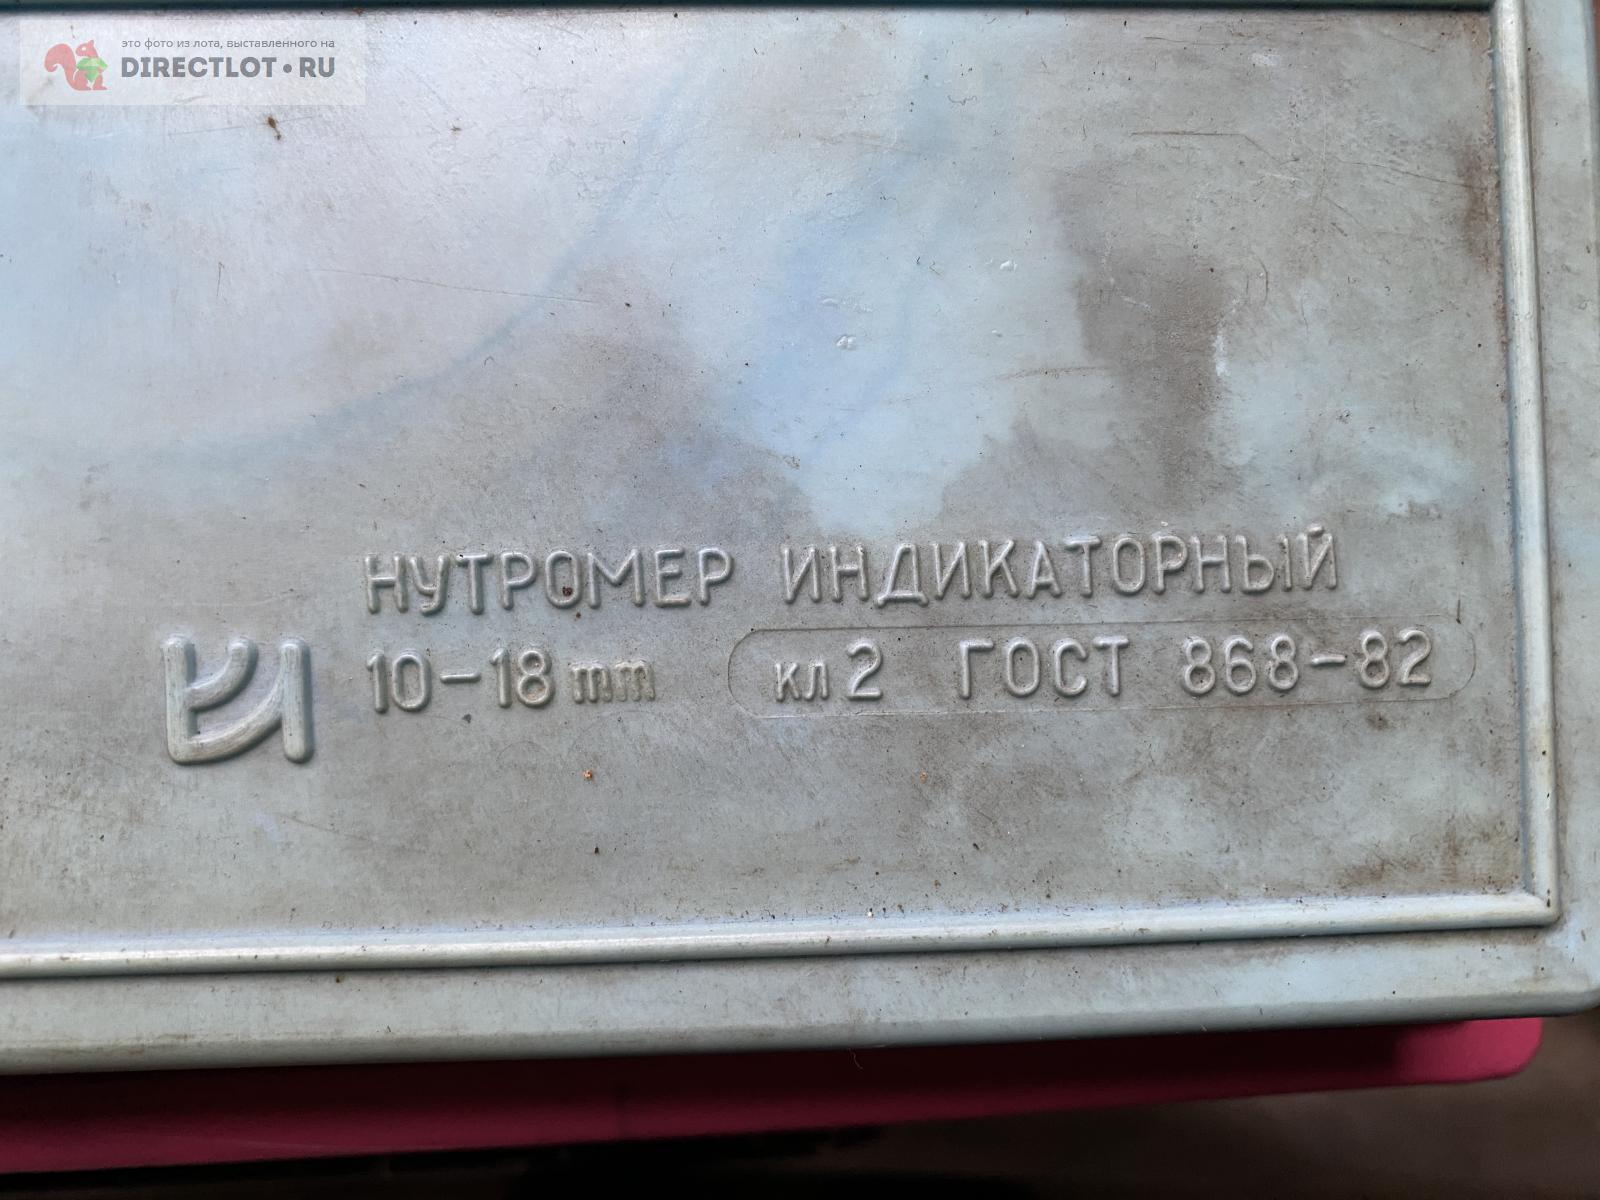 это фото из лота, выставленного на
DIRECTLOT•RU
НУТРОМЕР ИНДИКАТОРНЫЙ
10-18 mm кл 2 ГОСТ 868-82